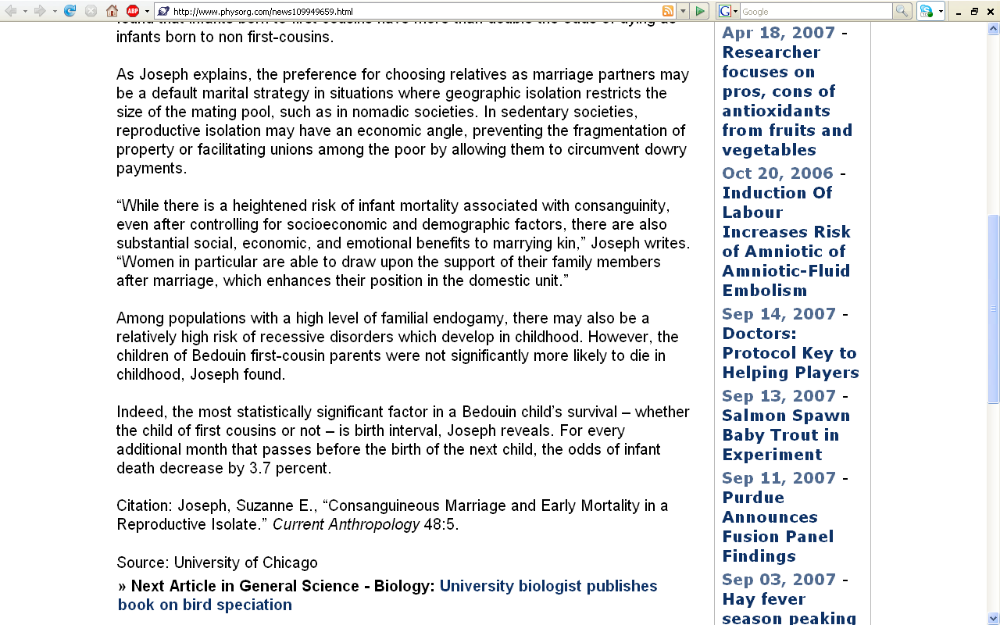 http://www.physorg.com/news109949659.html
Google
infants born to non first-cousins.
As Joseph explains, the preference for choosing relatives as marriage partners may
be a default marital strategy in situations where geographic isolation restricts the
size of the mating pool, such as in nomadic societies. In sedentary societies,
reproductive isolation may have an economic angle, preventing the fragmentation of
property or facilitating unions among the poor by allowing them to circumvent dowry
payments.
“While there is a heightened risk of infant mortality associated with consanguinity,
even after controlling for socioeconomic and demographic factors, there are also
substantial social, economic, and emotional benefits to marrying kin,” Joseph writes.
“Women in particular are able to draw upon the support of their family members
after marriage, which enhances their position in the domestic unit.”
Among populations with a high level of familial endogamy, there may also be a
relatively high risk of recessive disorders which develop in childhood. However, the
children of Bedouin first-cousin parents were not significantly more likely to die in
childhood, Joseph found.
Indeed, the most statistically significant factor in a Bedouin child’s survival – whether
the child of first cousins or not – is birth interval, Joseph reveals. For every
additional month that passes before the birth of the next child, the odds of infant
death decrease by 3.7 percent.
Citation: Joseph, Suzanne E., “Consanguineous Marriage and Early Mortality in a
Reproductive Isolate.” Current Anthropology 48:5.
Source: University of Chicago
» Next Article in General Science - Biology: University biologist publishes
book on bird speciation
Apr 18, 2007 -
Researcher
focuses on
pros, cons of
antioxidants
from fruits and
vegetables
Oct 20, 2006 -
Induction Of
Labour
Increases Risk
of Amniotic of
Amniotic-Fluid
Embolism
Sep 14, 2007 -
Doctors:
Protocol Key to
Helping Players
Sep 13, 2007 -
Salmon Spawn
Baby Trout in
Experiment
Sep 11, 2007 -
Purdue
Announces
Fusion Panel
Findings
Sep 03, 2007 -
Hay fever
season peaking